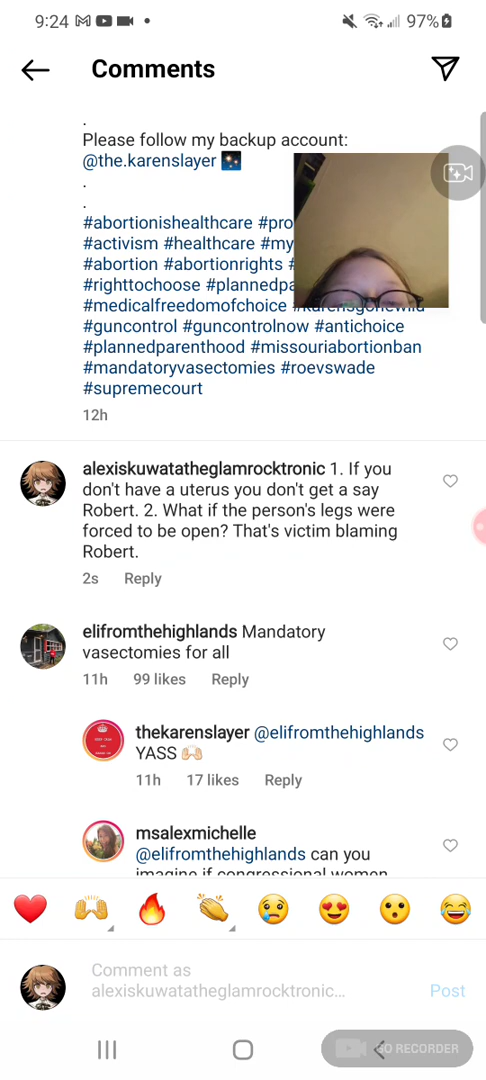 9:24
97%
Comments
.
Please follow my backup account:
@the.karenslayer
.
.
#abortionishealthcare
#activism #healthcare
#abortion #abortionrights
#righttochoose
#medicalfreedomofchoice #karensgonewild
#guncontrol #guncontrolnow #antichoice
#plannedparenthood #missouriabortionban
#mandatoryvasectomies #roevswade
#supremecourt
12h
alexiskuwatatheglamrocktronic 1. If you
don't have a uterus you don't get a say
Robert. 2. What if the person's legs were
forced to be open? That's victim blaming
Robert.
2s Reply
elifromthehighlands Mandatory
vasectomies for all
11h 99 likes Reply
thekarenslayer @elifromthehighlands
YASS
11h 17 likes Reply
msalexmichelle
@elifromthehighlands can you
imagine if congressional women
Comment as
alexiskuwatatheglamrocktronic...
Post
GO RECORDER